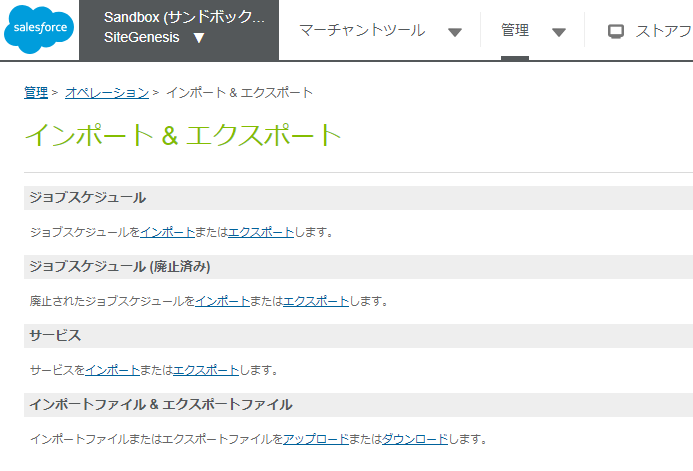 salesforce
Sandbox (サンドボック...
SiteGenesis ▼
マーチャントツール ▼
管理 ▼
ストアフ
管理 > オペレーション > インポート & エクスポート
インポート & エクスポート
ジョブスケジュール
ジョブスケジュールをインポートまたはエクスポートします。
ジョブスケジュール (廃止済み)
廃止されたジョブスケジュールをインポートまたはエクスポートします。
サービス
サービスをインポートまたはエクスポートします。
インポートファイル & エクスポートファイル
インポートファイルまたはエクスポートファイルをアップロードまたはダウンロードします。